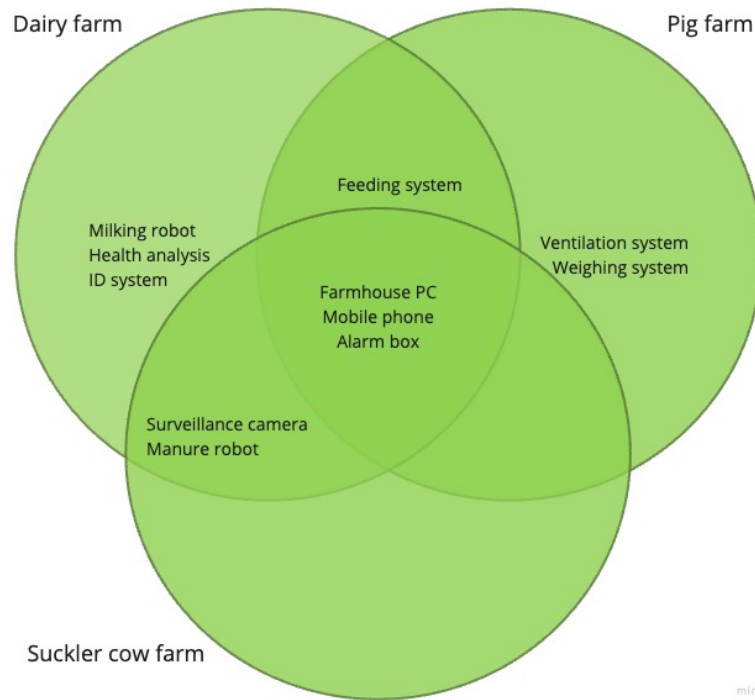 Dairy farm
Pig farm
Feeding system
Milking robot
Health analysis
ID system
Ventilation system
Weighing system
Farmhouse PC
Mobile phone
Alarm box
Surveillance camera
Manure robot
Suckler cow farm